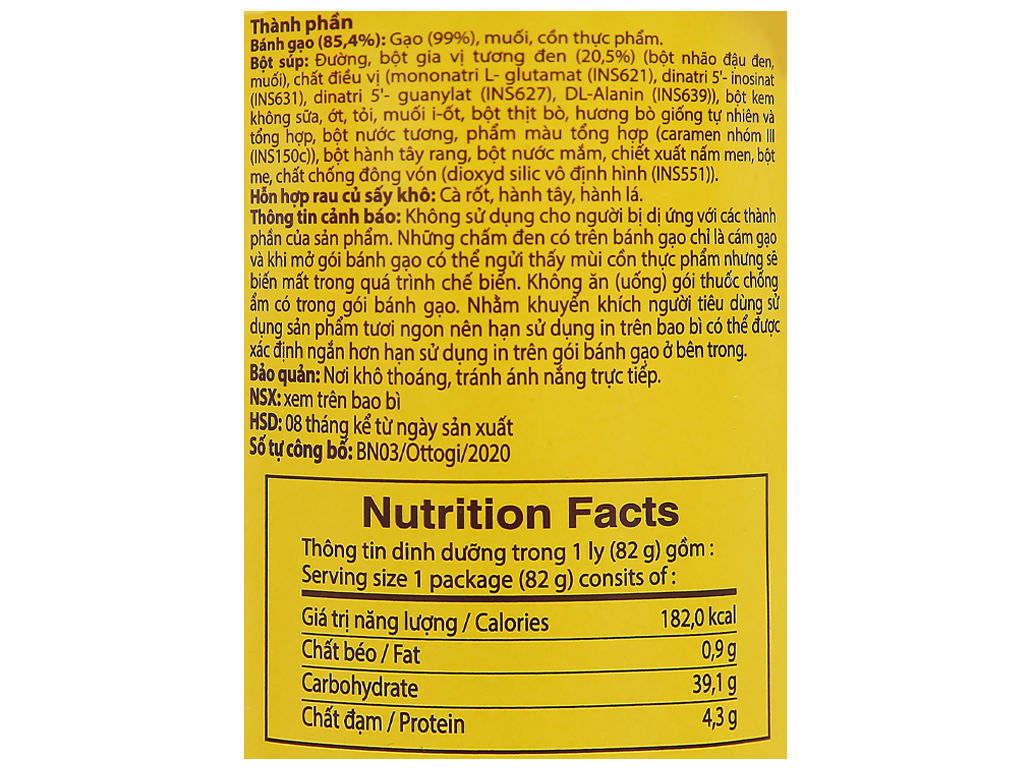 Thành phần
Bánh gạo (85,4%): Gạo (99%), muối, cồn thực phẩm.
Bột súp: Đường, bột gia vị tương đen (20,5%) (bột nhão đậu đen,
muối), chất điều vị (mononatri L- glutamat (INS621), dinatri 5'- inosinat
(INS631), dinatri 5'- guanylat (INS627), DL-Alanin (INS639)), bột kem
không sữa, ớt, tỏi, muối i-ốt, bột thịt bò, hương bò giống tự nhiên và
tổng hợp, bột nước tương, phẩm màu tổng hợp (caramen nhóm III
(INS150c)), bột hành tây rang, bột nước mắm, chiết xuất nấm men, bột
me, chất chống đông vón (dioxyd silic vô định hình (INS551)).
Hỗn hợp rau củ sấy khô: Cà rốt, hành tây, hành lá.
Thông tin cảnh báo: Không sử dụng cho người bị dị ứng với các thành
phần của sản phẩm. Những chấm đen có trên bánh gạo chỉ là cám gạo
và khi mở gói bánh gạo có thể ngửi thấy mùi cồn thực phẩm nhưng sẽ
biến mất trong quá trình chế biến. Không ăn (uống) gói thuốc chống
ẩm có trong gói bánh gạo. Nhằm khuyến khích người tiêu dùng sử
dụng sản phẩm tươi ngon nên hạn sử dụng in trên bao bì có thể được
xác định ngắn hơn hạn sử dụng in trên gói bánh gạo ở bên trong.
Bảo quản: Nơi khô thoáng, tránh ánh nắng trực tiếp.
NSX: xem trên bao bì
HSD: 08 tháng kể từ ngày sản xuất
Số tự công bố: BN03/Ottogi/2020
Nutrition Facts
Thông tin dinh dưỡng trong 1 ly (82 g) gồm :
Serving size 1 package (82 g) consits of :
Giá trị năng lượng / Calories 182,0 kcal
Chất béo / Fat 0,9 g
Carbohydrate 39,1 g
Chất đạm / Protein 4,3 g